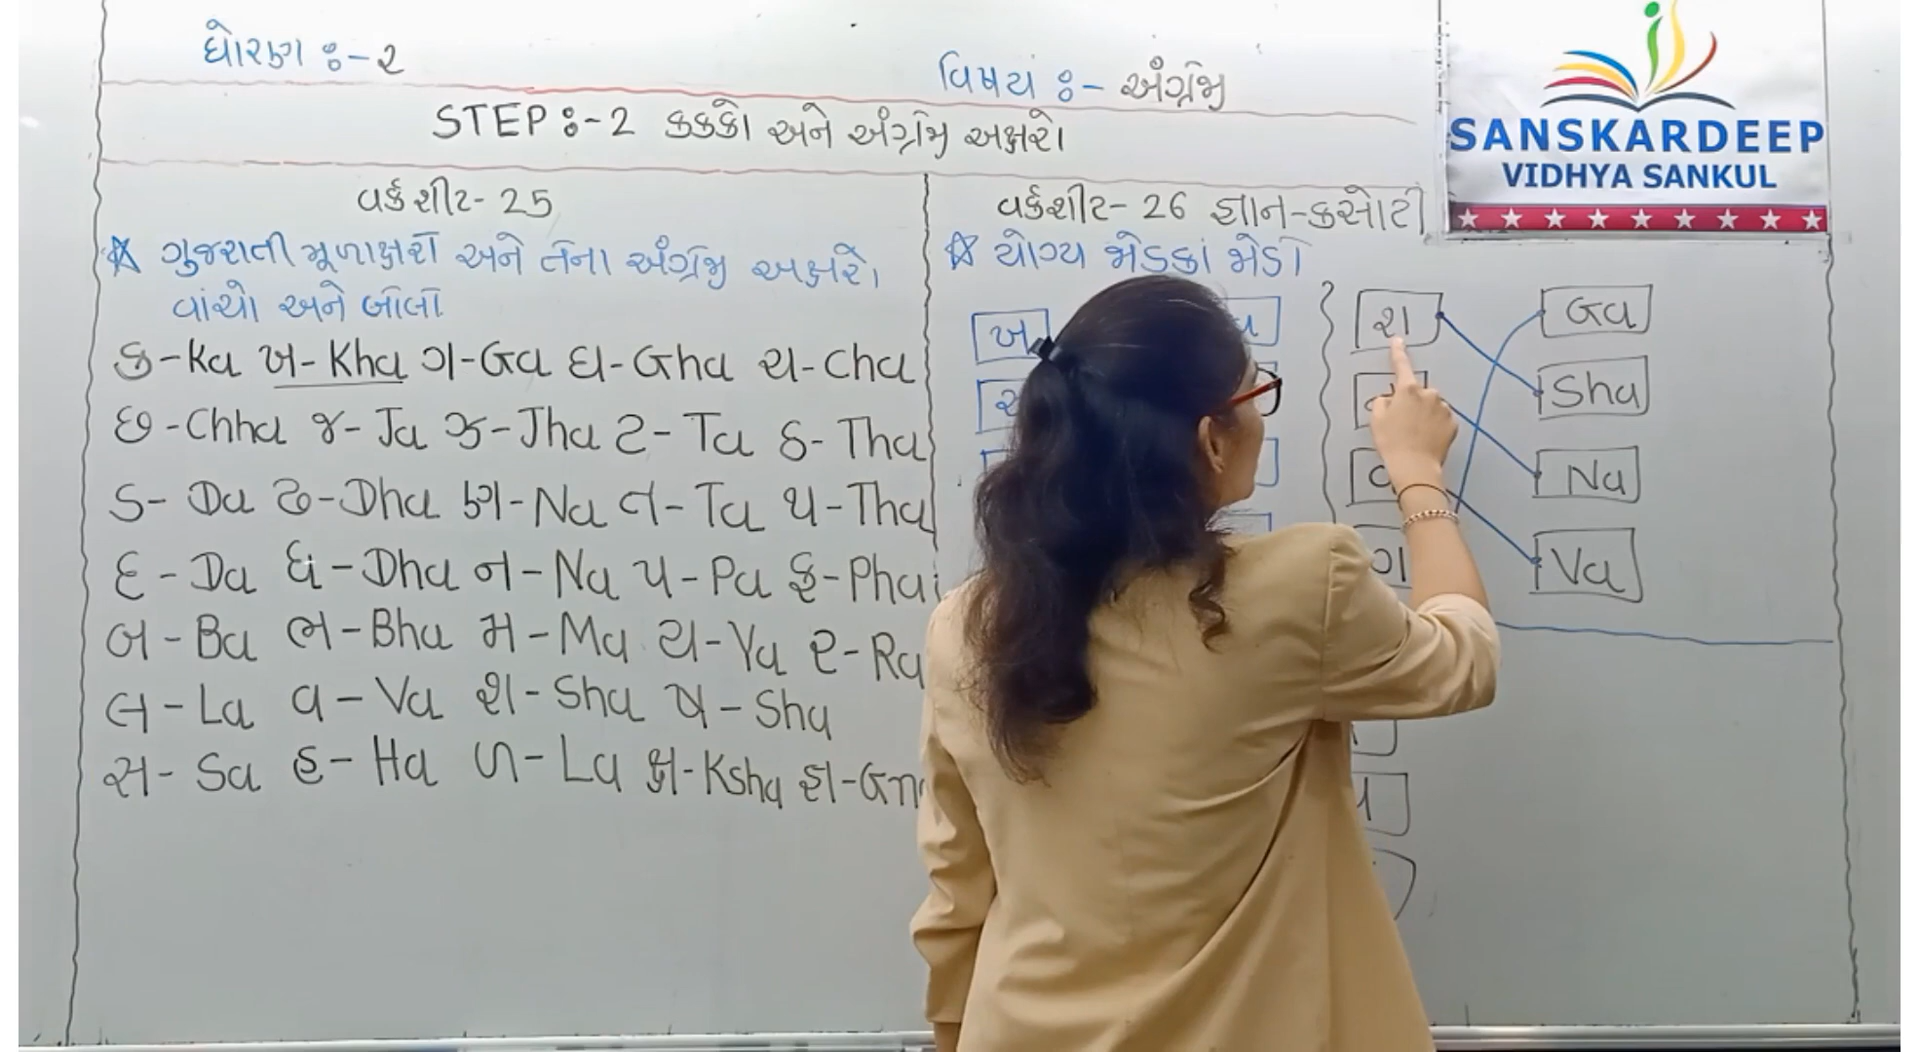 ધોરણ :- ૨
વિષય :- અંગ્રેજી
SANSKARDEEP
VIDHYA SANKUL
STEP :- 2 કક્કો અને અંગ્રેજી અક્ષરો
વર્કશીટ - 25
ગુજરાતી મૂળાક્ષરો અને તેના અંગ્રેજી અક્ષરો
વાંચો અને બોલો
ક - Ka ખ - Kha ગ - Ga ઘ - Gha ચ - Cha
છ - Chha જ - Ja ઝ - Jha ટ - Ta ઠ - Tha
ડ - Da ઢ - Dha ણ - Na ત - Ta થ - Tha
દ - Da ધ - Dha ન - Na પ - Pa ફ - Pha
બ - Ba ભ - Bha મ - Ma ય - Ya ર - Ra
લ - La વ - Va શ - Sha ષ - Sha
સ - Sa હ - Ha ળ - La ક્ષ - Ksha જ્ઞ -
વર્કશીટ - 26 જ્ઞાન - કસોટી
યોગ્ય જોડકાં જોડો
ખ
શ Ga
Sha
Na
ગ Va